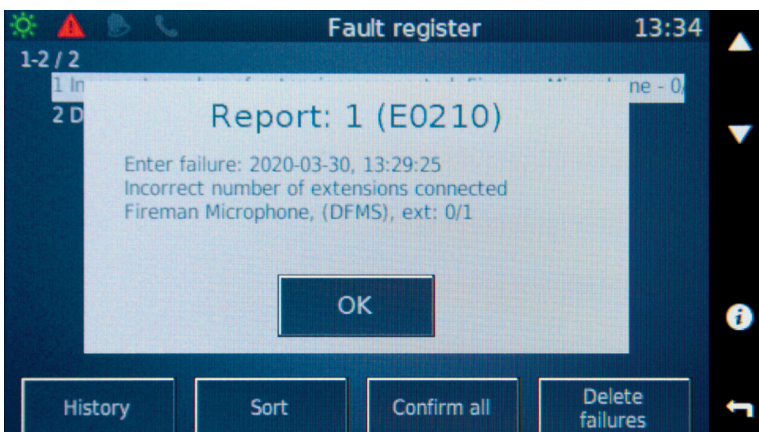 Fault register
13:34
1-2 / 2
1 In
ne - 0
2 D
Report: 1 (E0210)
Enter failure: 2020-03-30, 13:29:25
Incorrect number of extensions connected
Fireman Microphone, (DFMS), ext: 0/1
OK
History
Sort
Confirm all
Delete
failures